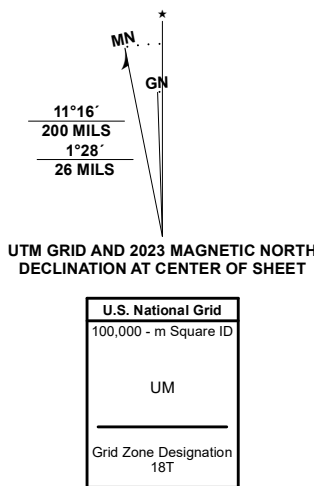 ★
MN
GN
11°16´
200 MILS
1°28´
26 MILS
UTM GRID AND 2023 MAGNETIC NORTH
DECLINATION AT CENTER OF SHEET
U.S. National Grid
100,000 - m Square ID
UM
Grid Zone Designation
18T